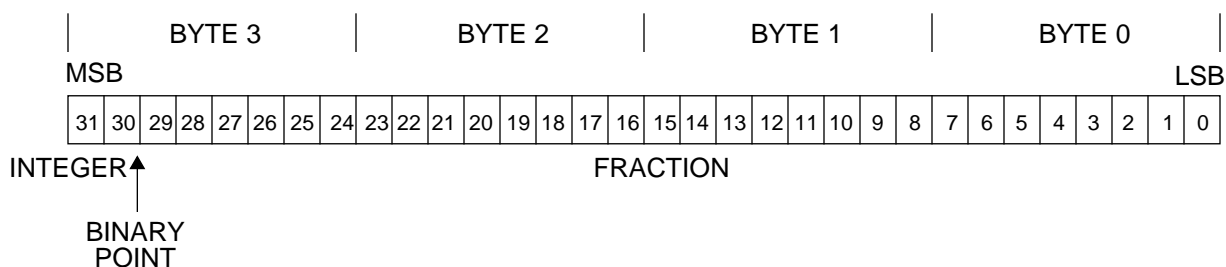 BYTE 3 BYTE 2 BYTE 1 BYTE 0
MSB LSB
31 30 29 28 27 26 25 24 23 22 21 20 19 18 17 16 15 14 13 12 11 10 9 8 7 6 5 4 3 2 1 0
INTEGER FRACTION
BINARY
POINT